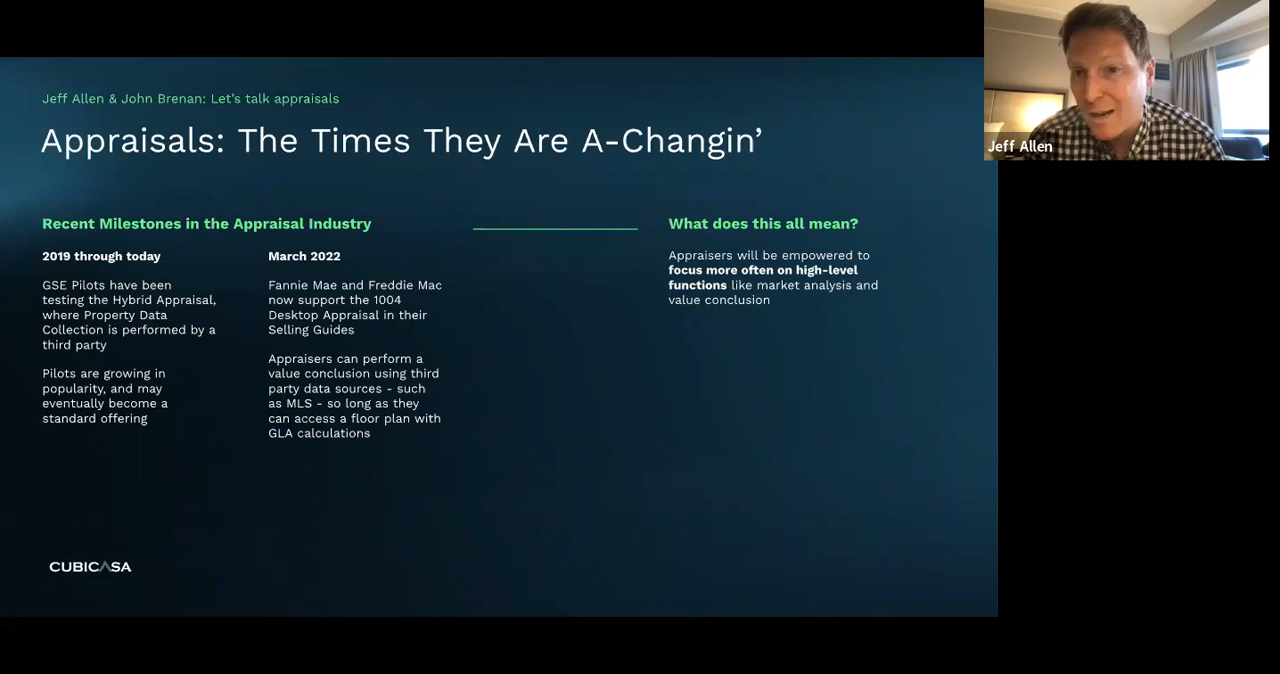 Jeff Allen & John Brenan: Let's talk appraisals
Appraisals: The Times They Are A-Changin’
Recent Milestones in the Appraisal Industry
2019 through today
GSE Pilots have been
testing the Hybrid Appraisal,
where Property Data
Collection is performed by a
third party
Pilots are growing in
popularity, and may
eventually become a
standard offering
March 2022
Fannie Mae and Freddie Mac
now support the 1004
Desktop Appraisal in their
Selling Guides
Appraisers can perform a
value conclusion using third
party data sources - such
as MLS - so long as they
can access a floor plan with
GLA calculations
What does this all mean?
Appraisers will be empowered to
focus more often on high-level
functions like market analysis and
value conclusion
CUBICASA
Jeff Allen